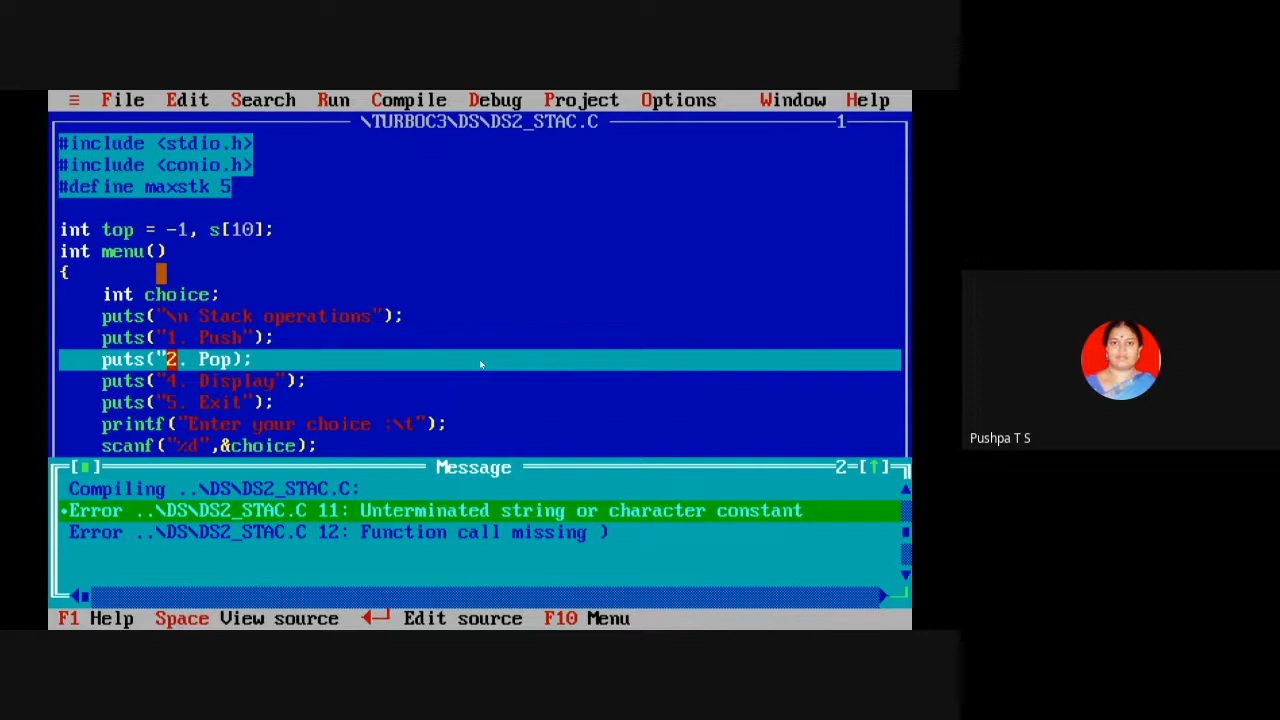 ≡ File Edit Search Run Compile Debug Project Options Window Help
\TURBOC3\DS\DS2_STAC.C 1
#include <stdio.h>
#include <conio.h>
#define maxstk 5
int top = -1, s[10];
int menu()
{
int choice;
puts("\n Stack operations");
puts("1. Push");
puts("2. Pop);
puts("4. Display");
puts("5. Exit");
printf("Enter your choice :\t");
scanf("%d",&choice);
[■] Message 2=[↑]
Compiling ..\DS\DS2_STAC.C:
•Error ..\DS\DS2_STAC.C 11: Unterminated string or character constant
Error ..\DS\DS2_STAC.C 12: Function call missing )
F1 Help Space View source ◄┘ Edit source F10 Menu
Pushpa T S